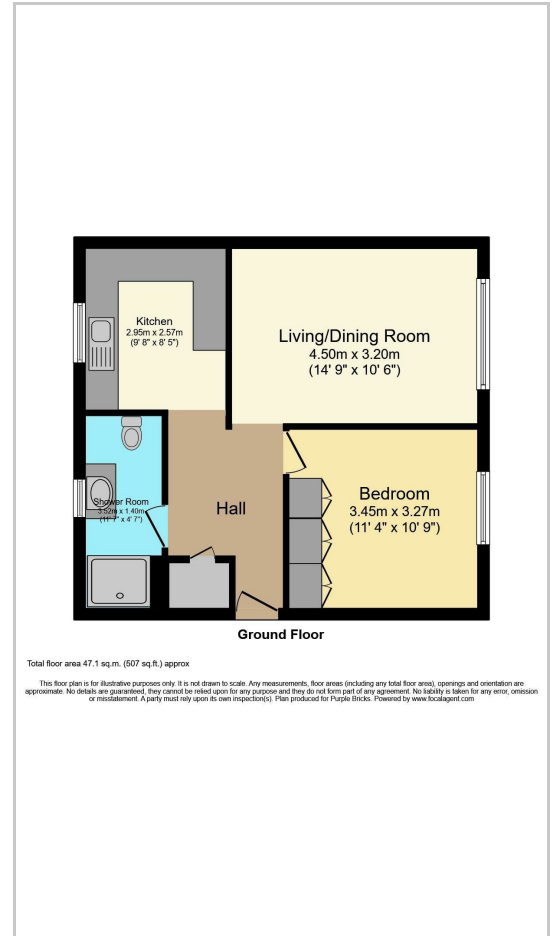 Kitchen
2.95m x 2.57m
(9' 8" x 8' 5")
Living/Dining Room
4.50m x 3.20m
(14' 9" x 10' 6")
Shower Room
3.52m x 1.40m
(11' 7" x 4' 7")
Hall
Bedroom
3.45m x 3.27m
(11' 4" x 10' 9")
Ground Floor
Total floor area 47.1 sq.m. (507 sq.ft.) approx
This floor plan is for illustrative purposes only. It is not drawn to scale. Any measurements, floor areas (including any total floor area), openings and orientation are
approximate. No details are guaranteed, they cannot be relied upon for any purpose and they do not form part of any agreement. No liability is taken for any error, omission
or misstatement. A party must rely upon its own inspection(s). Plan produced for Purple Bricks. Powered by www.focalagent.com